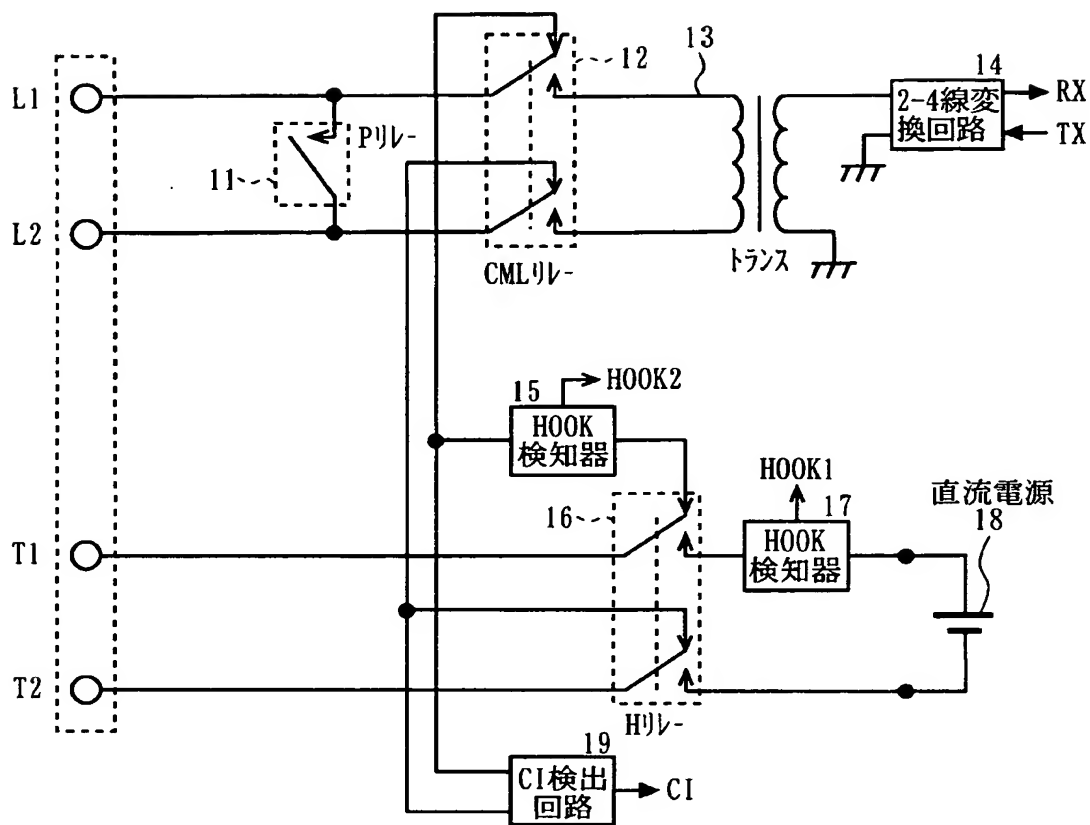 L1
L2
11
Pリレー
12
CMLリレー
13
トランス
14
2-4線変
換回路
RX
TX
15
HOOK
検知器
HOOK2
16
Hリレー
HOOK1
17
HOOK
検知器
直流電源
18
T1
T2
19
CI検出
回路
CI